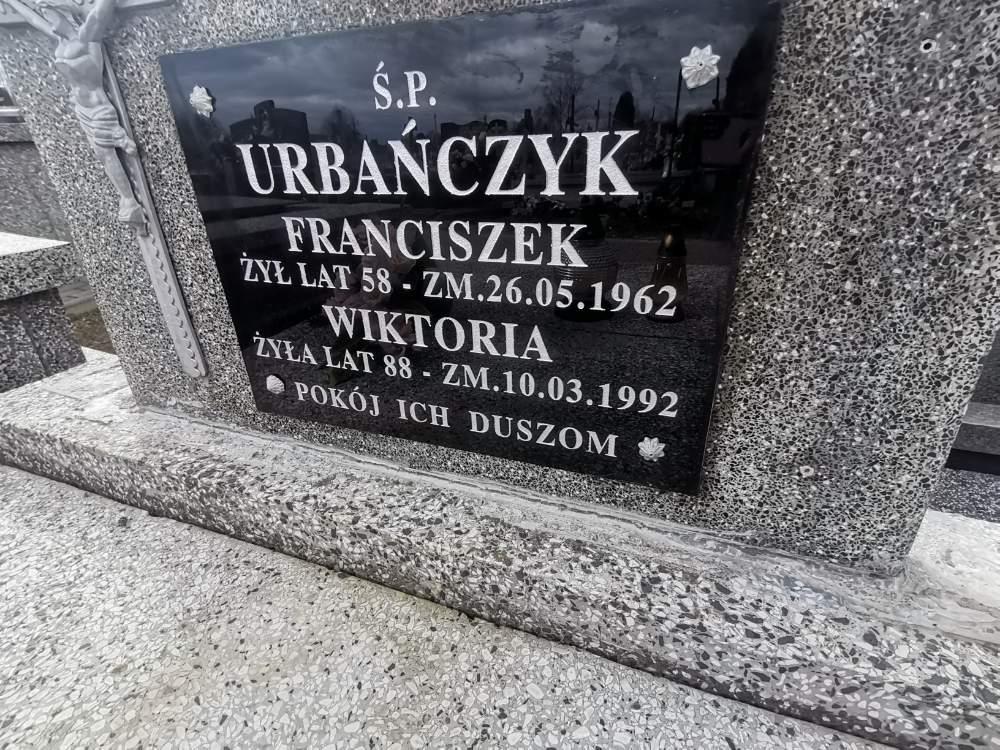 Ś.P.
URBAŃCZYK
FRANCISZEK
ŻYŁ LAT 58 - ZM.26.05.1962
WIKTORIA
ŻYŁA LAT 88 - ZM.10.03.1992
POKÓJ ICH DUSZOM